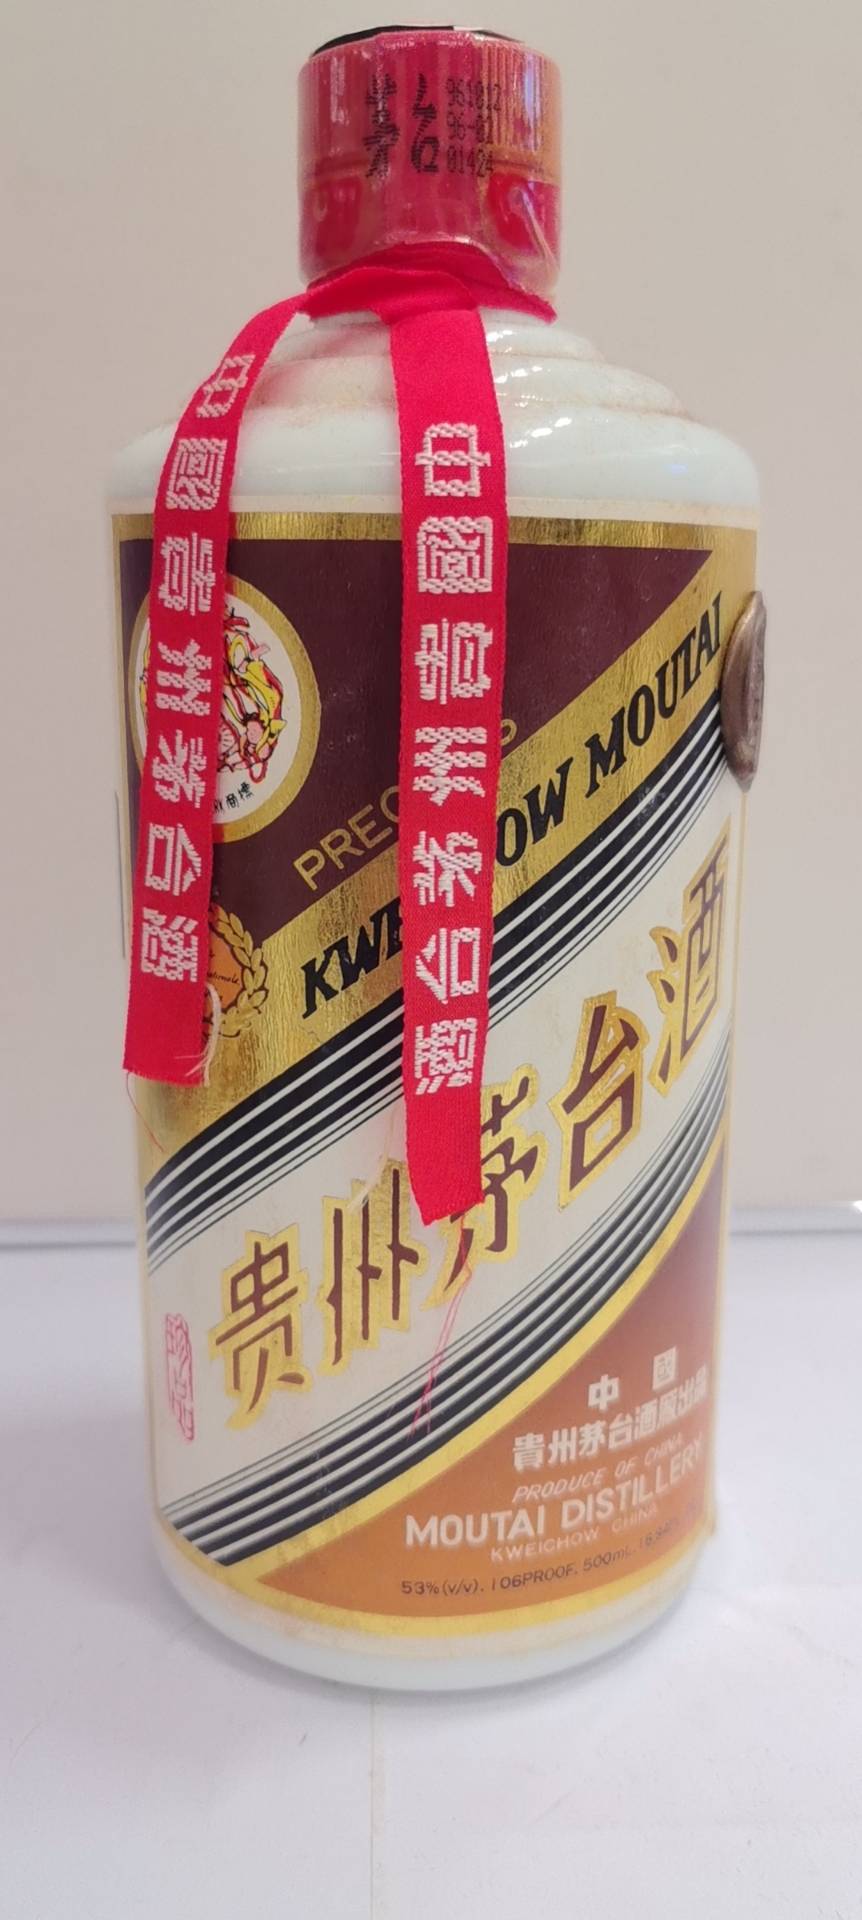 茅台
961012
96-01
01424
中國貴州茅台酒
中國貴州茅台酒
MOUTAI
贵州茅台酒
中國
貴州茅台酒廠出品
PRODUCE OF CHINA
MOUTAI DISTILLERY
KWEICHOW CHINA
53%(v/v). 106PROOF. 500mL.